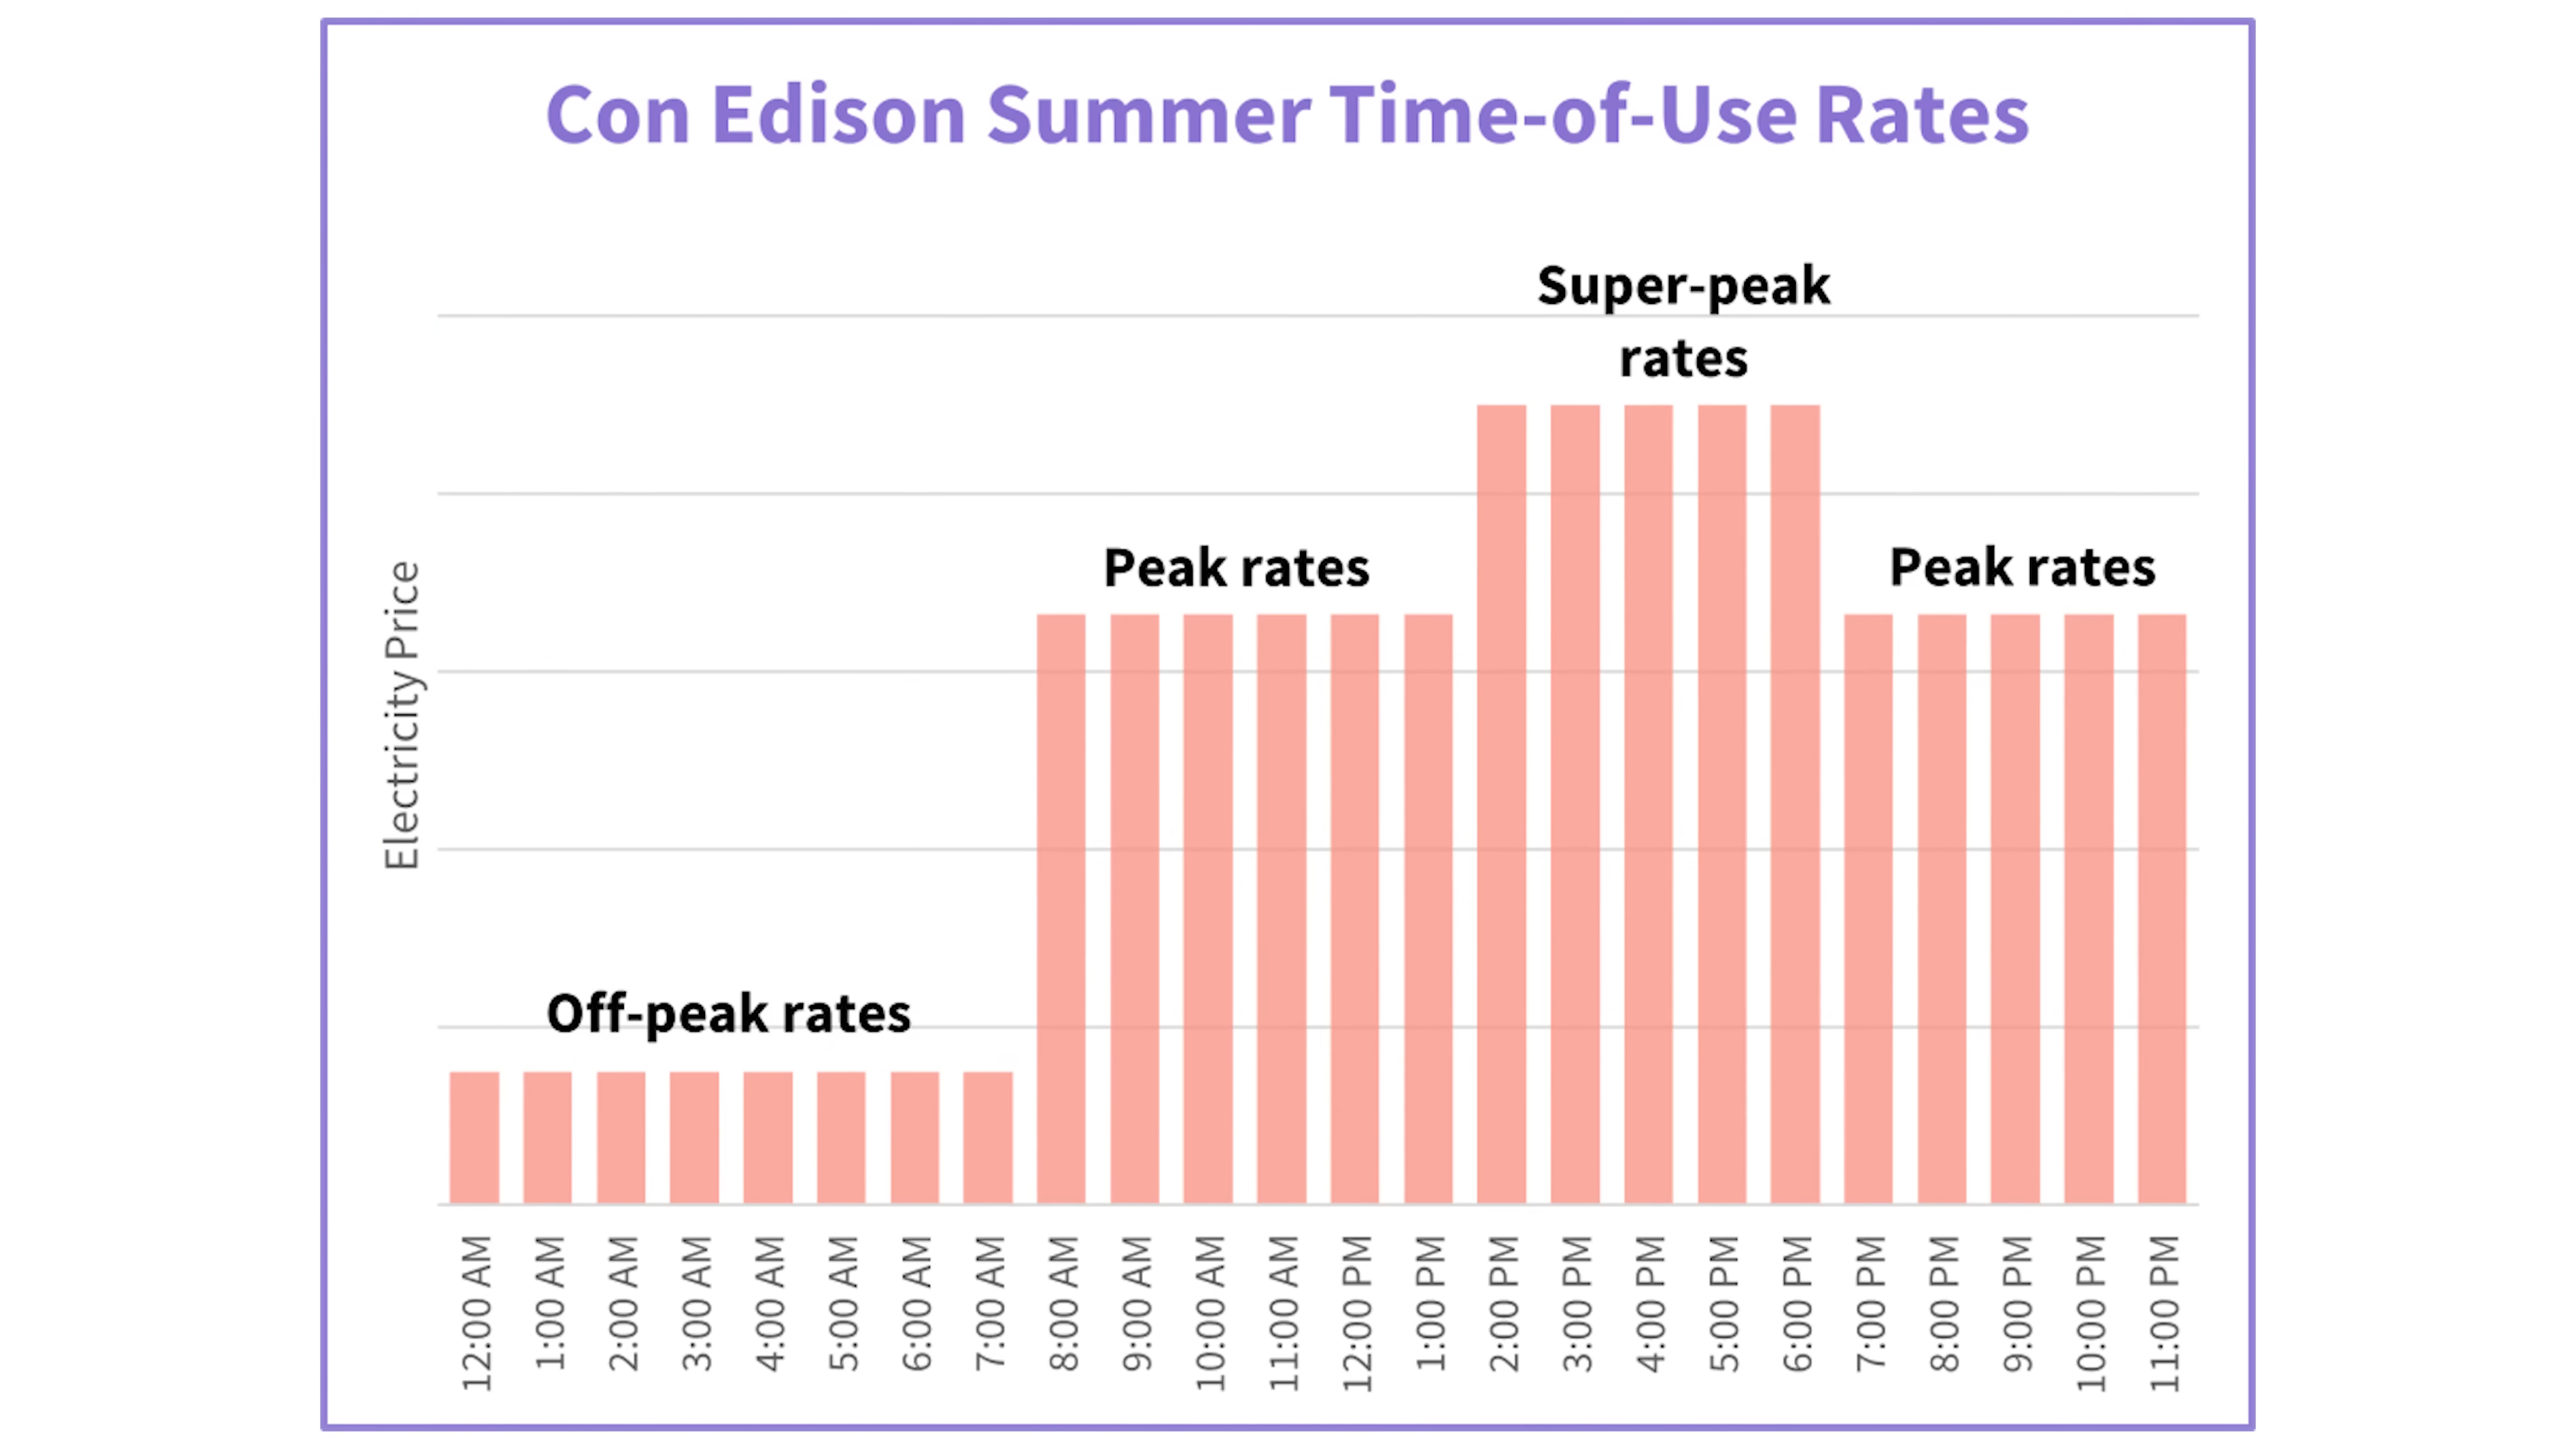 Con Edison Summer Time-of-Use Rates
Super-peak
rates
Peak rates
Peak rates
Off-peak rates
Electricity Price
12:00 AM
1:00 AM
2:00 AM
3:00 AM
4:00 AM
5:00 AM
6:00 AM
7:00 AM
8:00 AM
9:00 AM
10:00 AM
11:00 AM
12:00 PM
1:00 PM
2:00 PM
3:00 PM
4:00 PM
5:00 PM
6:00 PM
7:00 PM
8:00 PM
9:00 PM
10:00 PM
11:00 PM